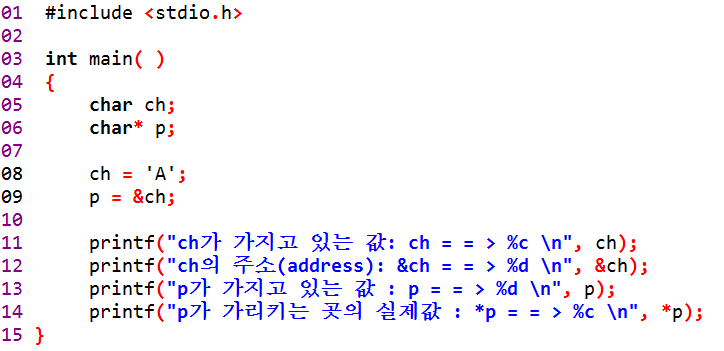 01 #include <stdio.h>
02
03 int main( )
04 {
05     char ch;
06     char* p;
07
08     ch = 'A';
09     p = &ch;
10
11     printf("ch가 가지고 있는 값: ch = = > %c \n", ch);
12     printf("ch의 주소(address): &ch = = > %d \n", &ch);
13     printf("p가 가지고 있는 값 : p = = > %d \n", p);
14     printf("p가 가리키는 곳의 실제값 : *p = = > %c \n", *p);
15 }